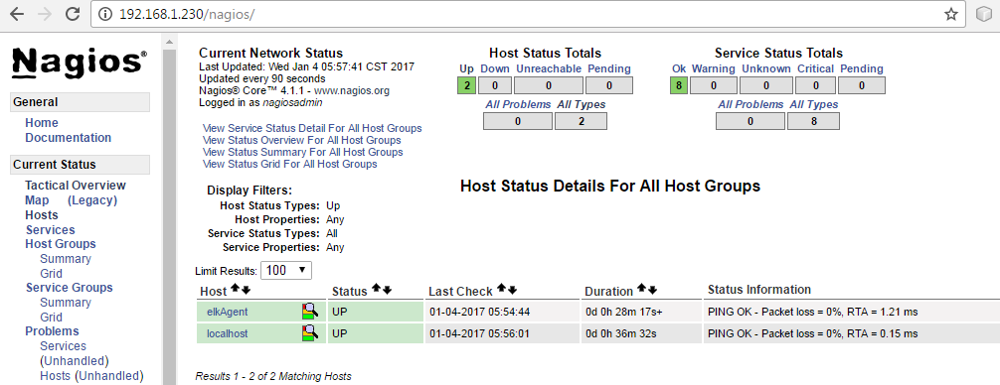 192.168.1.230/nagios/
Nagios®
General
Home
Documentation
Current Status
Tactical Overview
Map (Legacy)
Hosts
Services
Host Groups
Summary
Grid
Service Groups
Summary
Grid
Problems
Services
(Unhandled)
Hosts (Unhandled)
Current Network Status
Last Updated: Wed Jan 4 05:57:41 CST 2017
Updated every 90 seconds
Nagios® Core™ 4.1.1 - www.nagios.org
Logged in as nagiosadmin
View Service Status Detail For All Host Groups
View Status Overview For All Host Groups
View Status Summary For All Host Groups
View Status Grid For All Host Groups
Host Status Totals
Up Down Unreachable Pending
2 0 0 0
All Problems All Types
0 2
Service Status Totals
Ok Warning Unknown Critical Pending
8 0 0 0 0
All Problems All Types
0 8
Display Filters:
Host Status Types: Up
Host Properties: Any
Service Status Types: All
Service Properties: Any
Host Status Details For All Host Groups
Limit Results: 100
Host Status Last Check Duration Status Information
elkAgent UP 01-04-2017 05:54:44 0d 0h 28m 17s+ PING OK - Packet loss = 0%, RTA = 1.21 ms
localhost UP 01-04-2017 05:56:01 0d 0h 36m 32s PING OK - Packet loss = 0%, RTA = 0.15 ms
Results 1 - 2 of 2 Matching Hosts